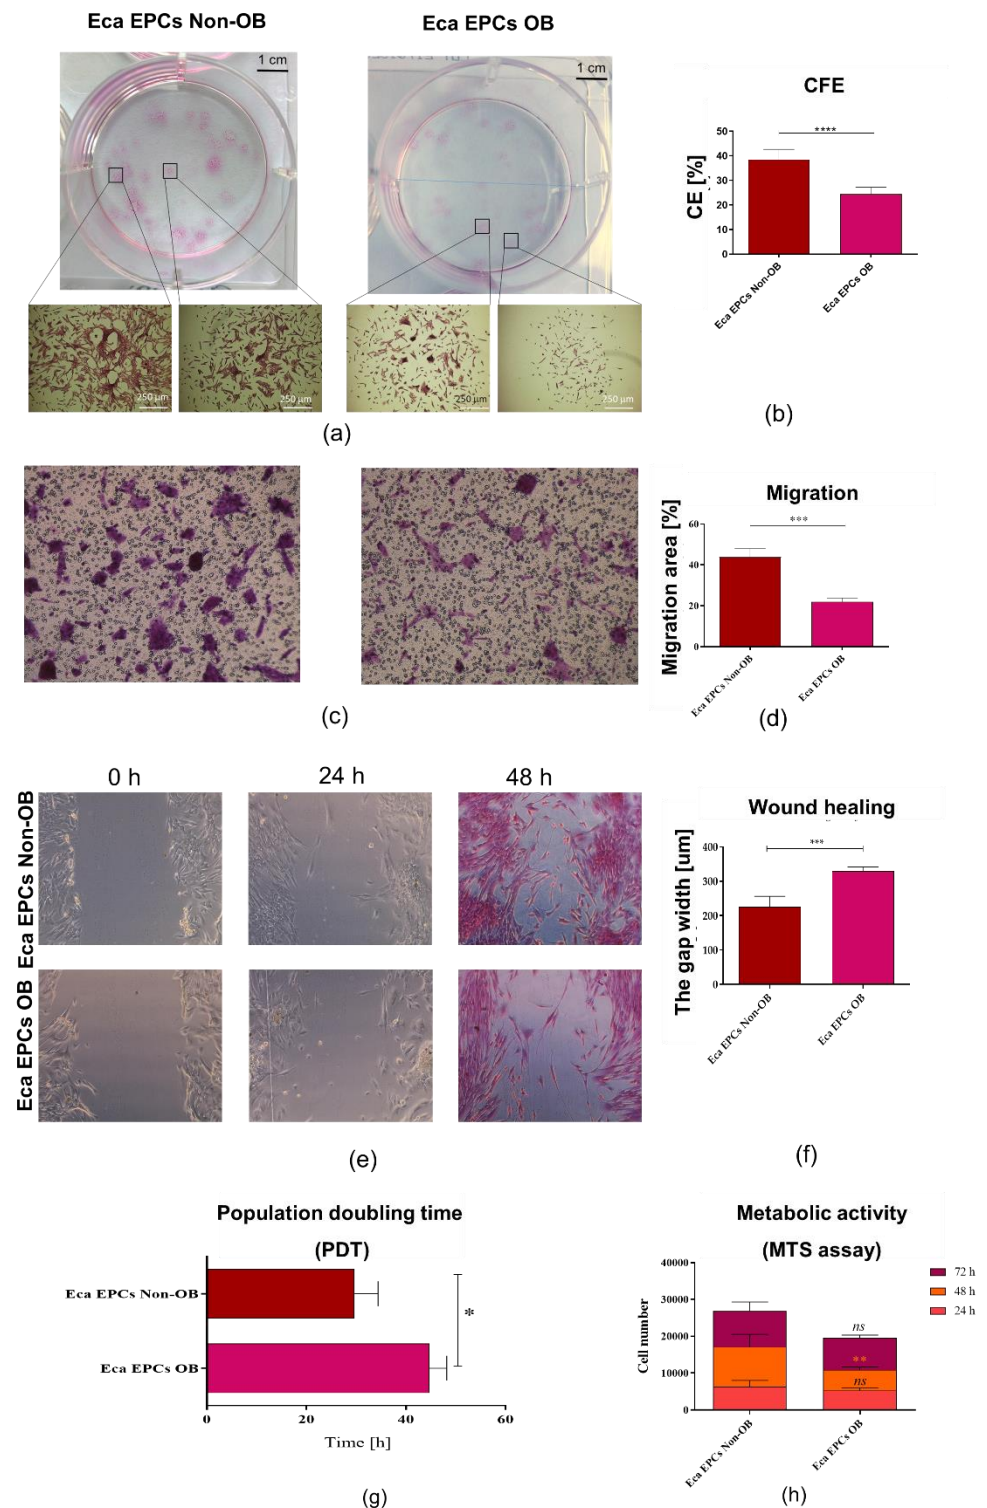 Eca EPCs Non-OB
Eca EPCs OB
1 cm
1 cm
250 µm
250 µm
250 µm
250 µm
(a)
CFE
****
CE [%]
50
40
30
20
10
0
Eca EPCs Non-OB
Eca EPCs OB
(b)
(c)
Migration
***
Migration area [%]
60
40
20
0
Eca EPCs Non-OB
Eca EPCs OB
(d)
0 h
24 h
48 h
Eca EPCs Non-OB
Eca EPCs OB
(e)
Wound healing
***
The gap width [um]
400
300
200
100
0
Eca EPCs Non-OB
Eca EPCs OB
(f)
Population doubling time
(PDT)
Eca EPCs Non-OB
Eca EPCs OB
*
0 20 40 60
Time [h]
(g)
Metabolic activity
(MTS assay)
Cell number
40000
30000
20000
10000
0
ns
**
ns
72 h
48 h
24 h
Eca EPCs Non-OB
Eca EPCs OB
(h)